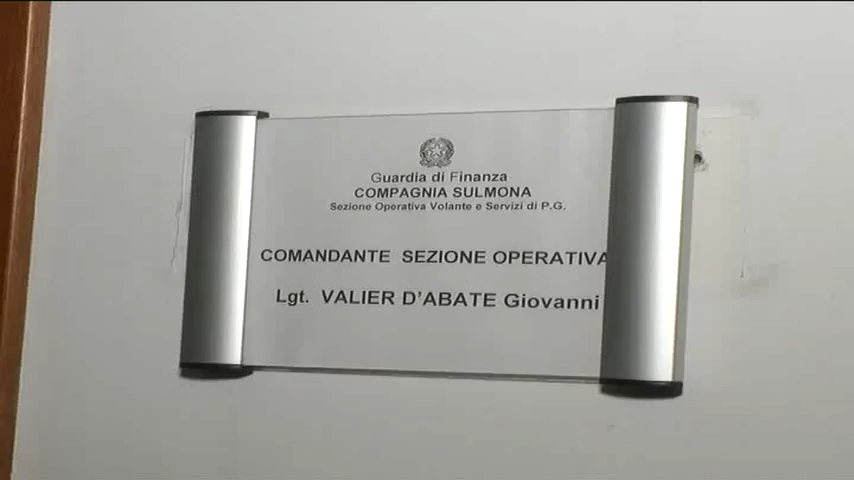 Guardia di Finanza
COMPAGNIA SULMONA
Sezione Operativa Volante e Servizi di P.G.
COMANDANTE SEZIONE OPERATIVA
Lgt. VALIER D'ABATE Giovanni